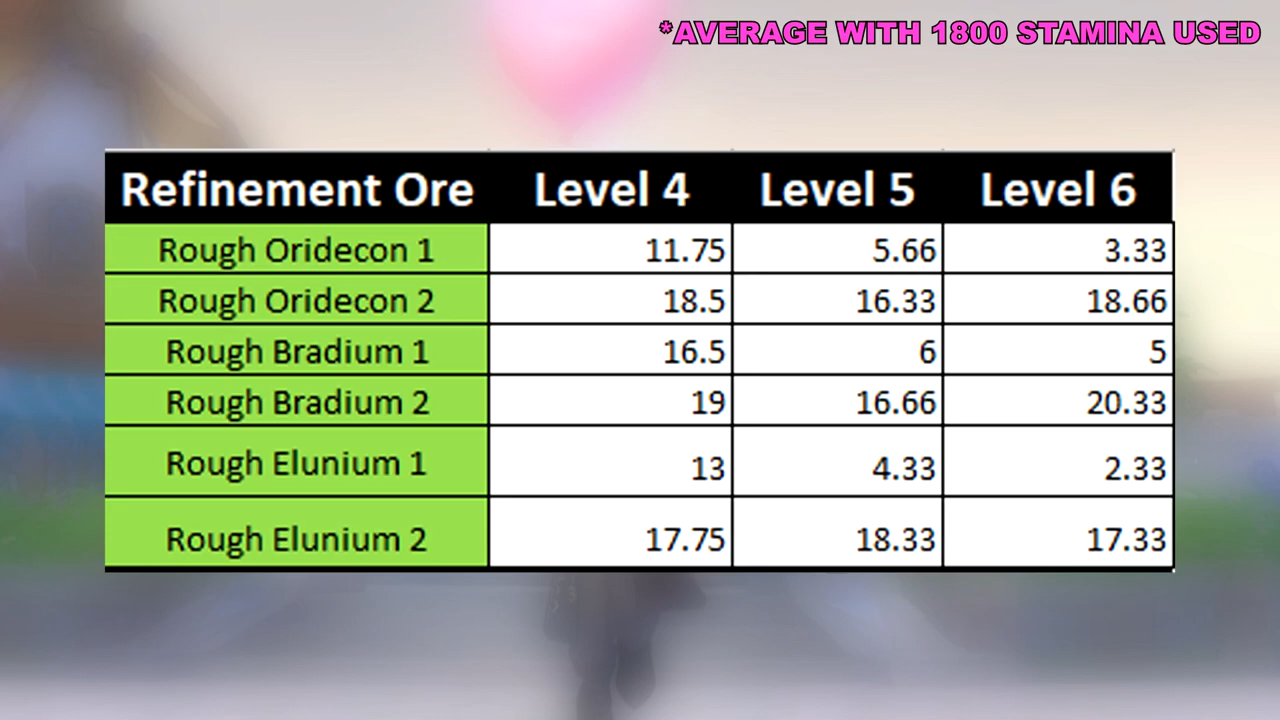 *AVERAGE WITH 1800 STAMINA USED
Refinement Ore Level 4 Level 5 Level 6
Rough Oridecon 1 11.75 5.66 3.33
Rough Oridecon 2 18.5 16.33 18.66
Rough Bradium 1 16.5 6 5
Rough Bradium 2 19 16.66 20.33
Rough Elunium 1 13 4.33 2.33
Rough Elunium 2 17.75 18.33 17.33